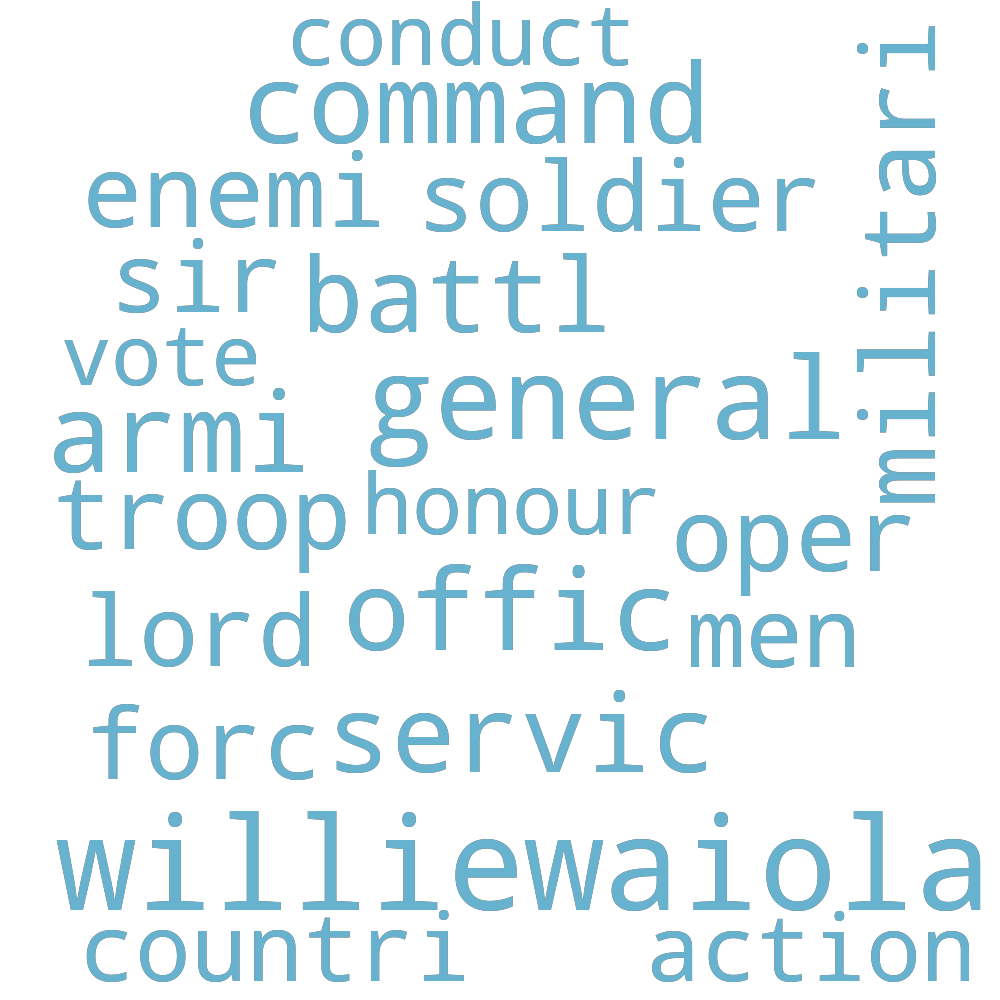 conduct
command
militari
enemi soldier
sir battl
vote
general
armi
troop honour
oper
lord offic men
forc servic
williewaiola
countri action